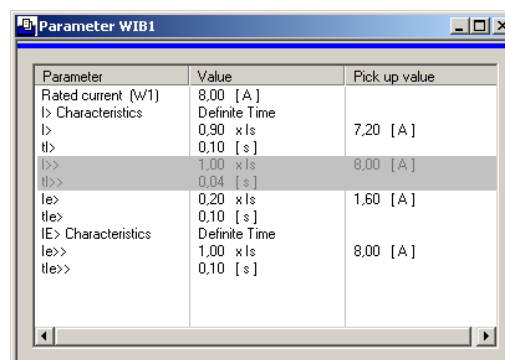 Parameter WIB1
Parameter Value Pick up value
Rated current (W1) 8,00 [A]
I> Characteristics Definite Time
I> 0,90 x Is 7,20 [A]
tI> 0,10 [s]
I>> 1,00 x Is 8,00 [A]
tI>> 0,04 [s]
Ie> 0,20 x Is 1,60 [A]
tIe> 0,10 [s]
IE> Characteristics Definite Time
Ie>> 1,00 x Is 8,00 [A]
tIe>> 0,10 [s]